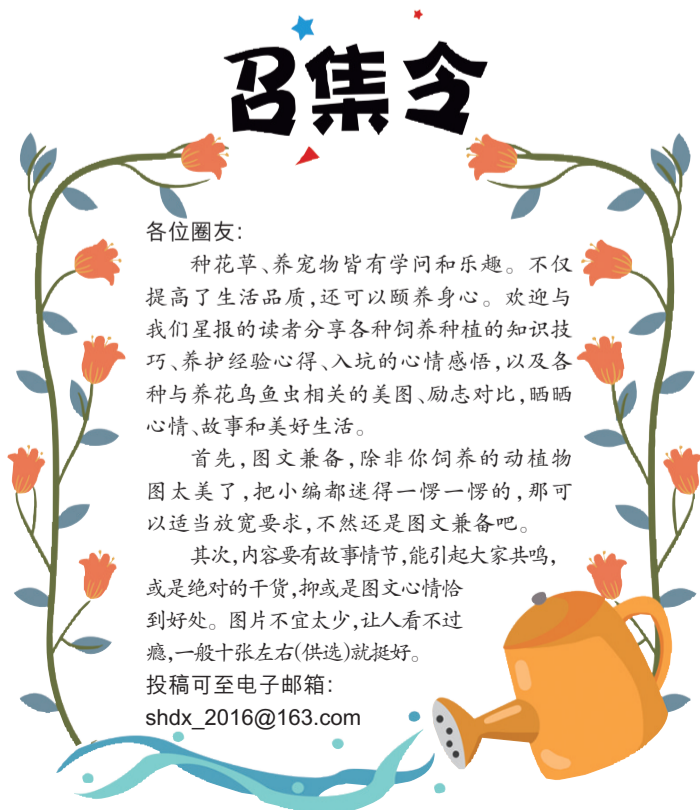 召集令
各位圈友：
种花草、养宠物皆有学问和乐趣。不仅
提高了生活品质，还可以颐养身心。欢迎与
我们星报的读者分享各种饲养种植的知识技
巧、养护经验心得、入坑的心情感悟，以及各
种与养花鸟鱼虫相关的美图、励志对比，晒晒
心情、故事和美好生活。
首先，图文兼备，除非你饲养的动植物
图太美了，把小编都迷得一愣一愣的，那可
以适当放宽要求，不然还是图文兼备吧。
其次，内容要有故事情节，能引起大家共鸣，
或是绝对的干货，抑或是图文心情恰
到好处。图片不宜太少，让人看不过
瘾，一般十张左右(供选)就挺好。
投稿可至电子邮箱：
shdx_2016@163.com